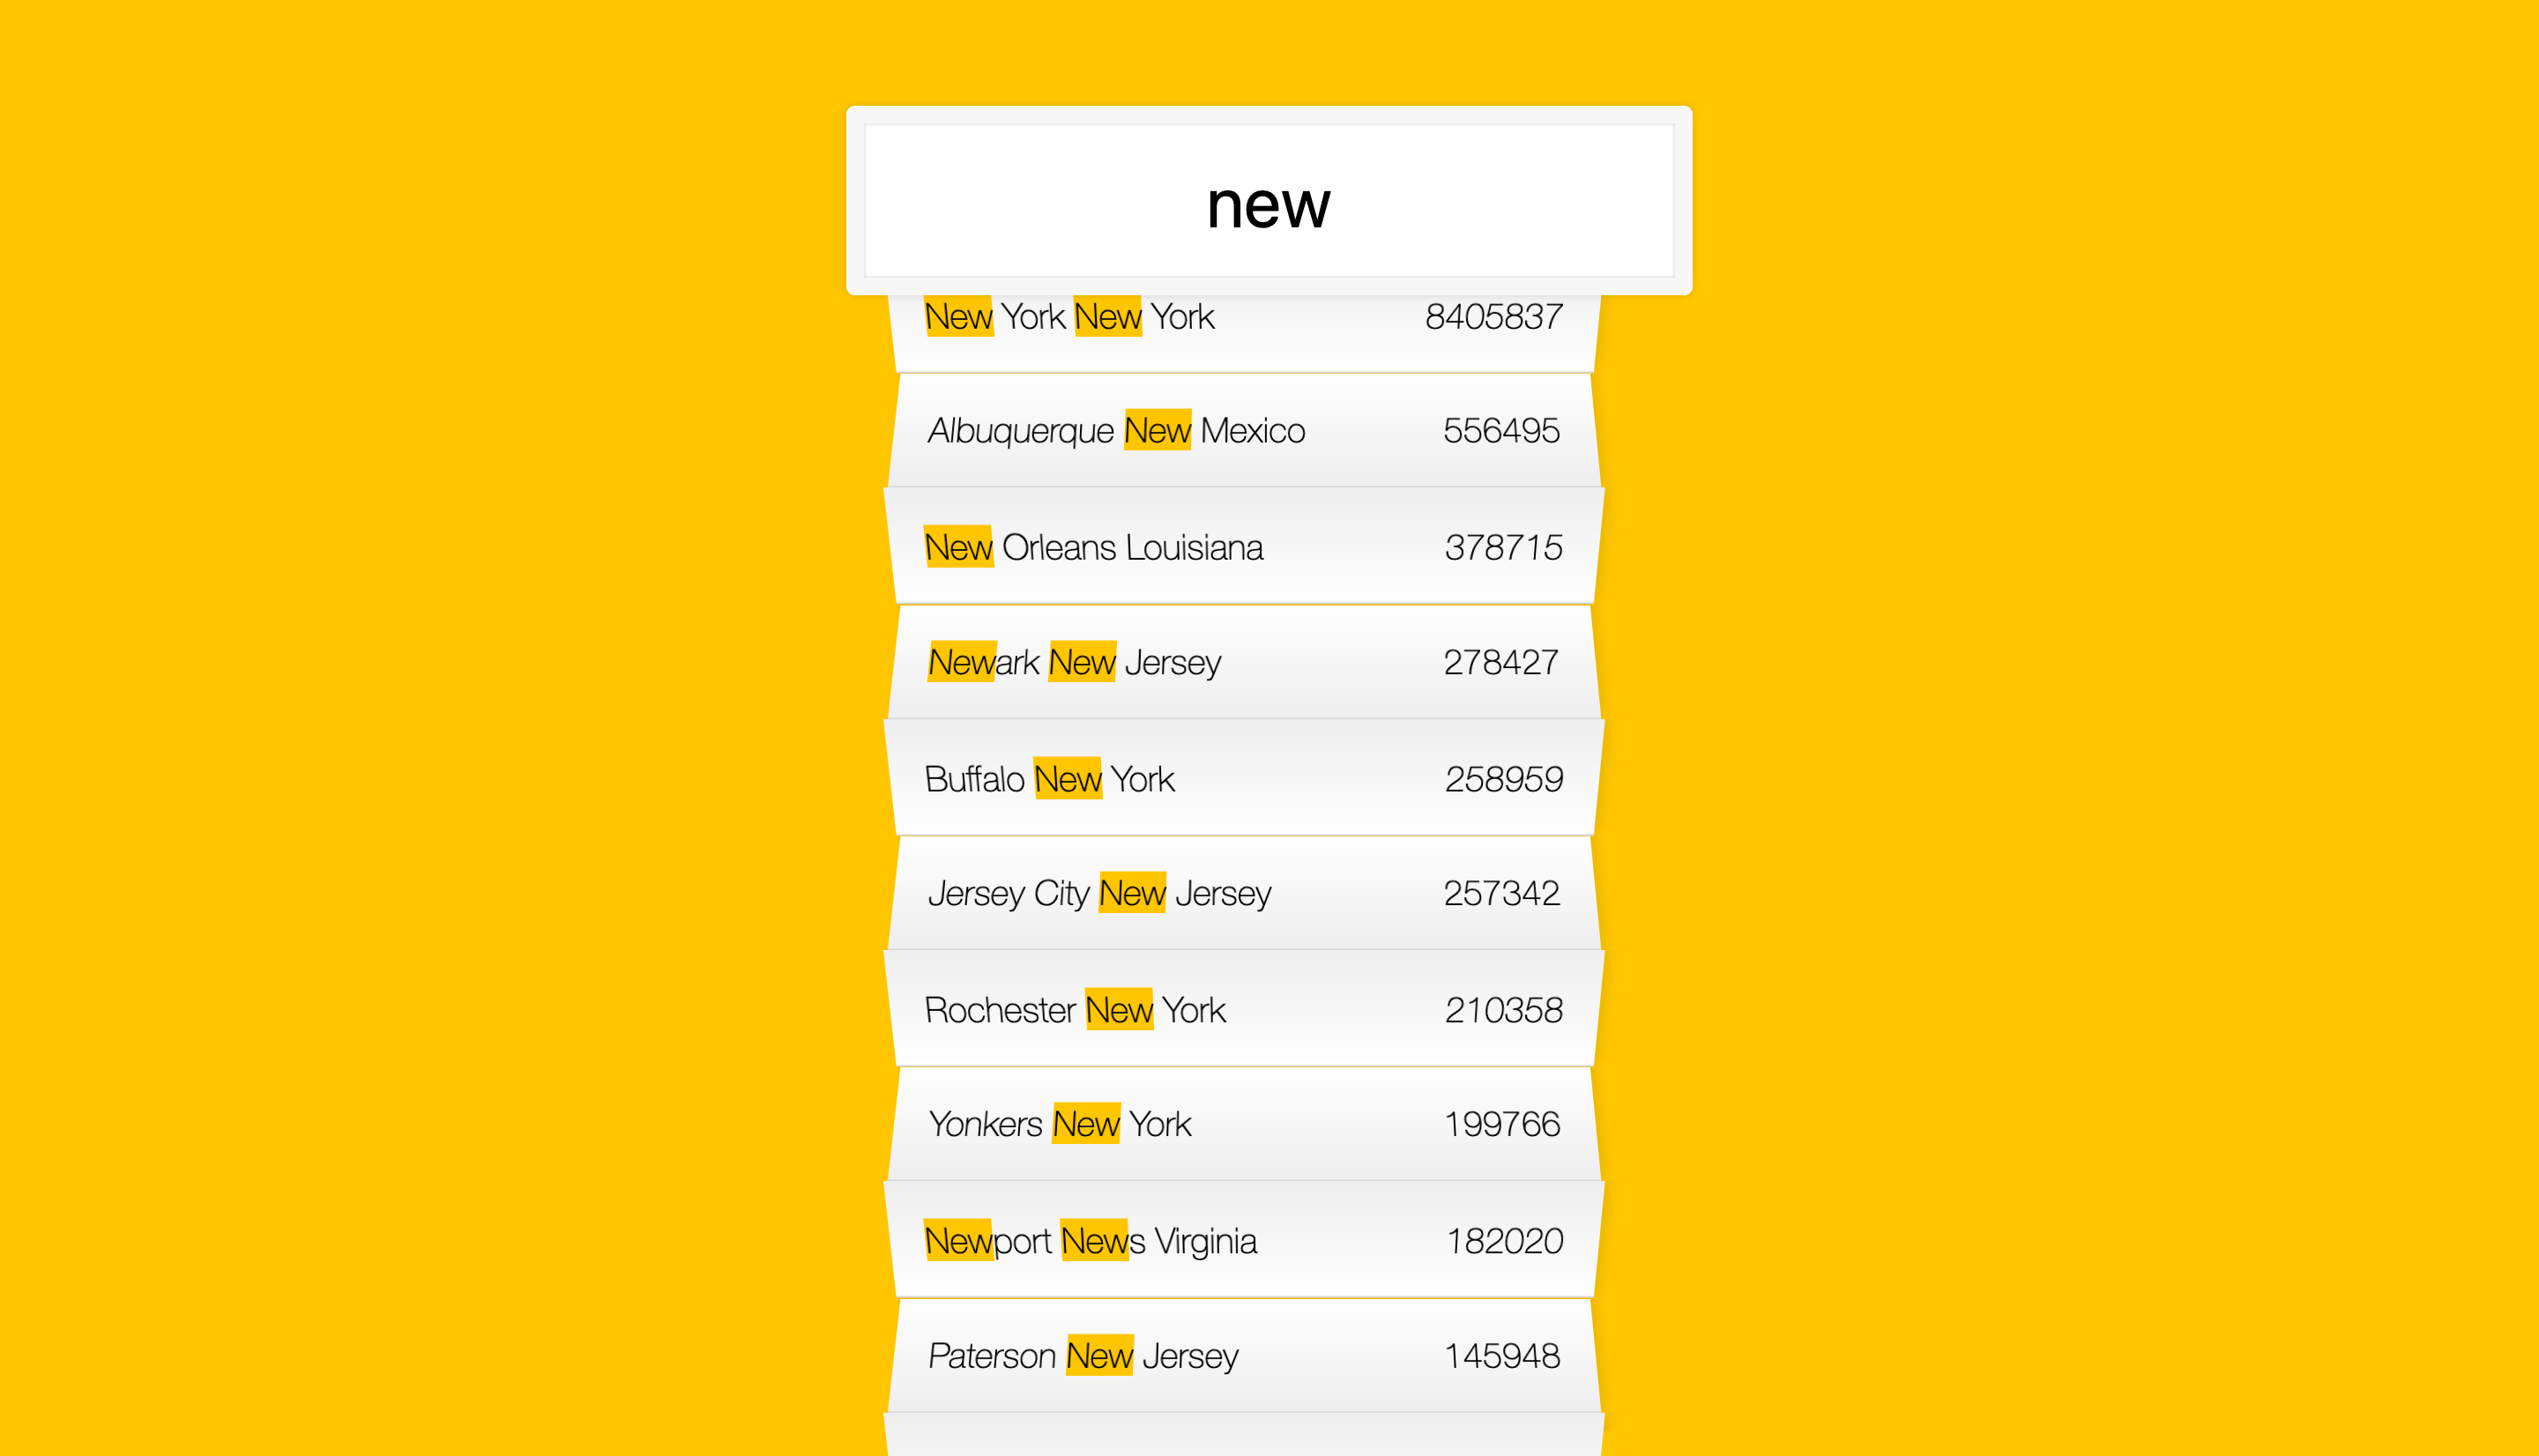 new
New York New York 8405837
Albuquerque New Mexico 556495
New Orleans Louisiana 378715
Newark New Jersey 278427
Buffalo New York 258959
Jersey City New Jersey 257342
Rochester New York 210358
Yonkers New York 199766
Newport News Virginia 182020
Paterson New Jersey 145948